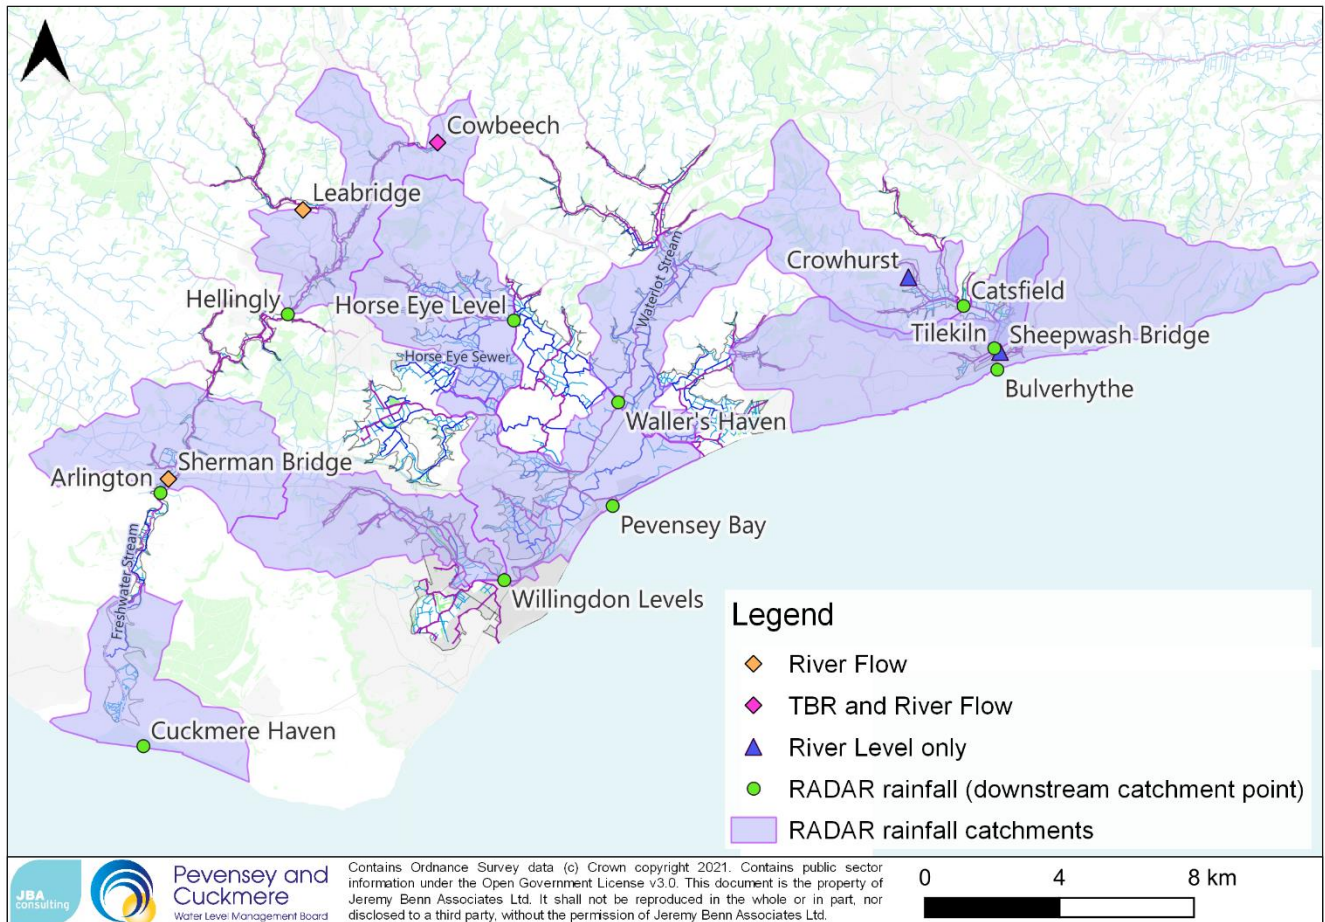 Cowbeech
Leabridge
Hellingly
Horse Eye Level
Horse Eye Sewer
Waterlot Stream
Crowhurst
Catsfield
Tilekiln
Sheepwash Bridge
Bulverhythe
Waller's Haven
Sherman Bridge
Arlington
Pevensey Bay
Freshwater Stream
Willingdon Levels
Cuckmere Haven
Legend
River Flow
TBR and River Flow
River Level only
RADAR rainfall (downstream catchment point)
RADAR rainfall catchments
JBA
consulting
Pevensey and
Cuckmere
Water Level Management Board
Contains Ordnance Survey data (c) Crown copyright 2021. Contains public sector
information under the Open Government License v3.0. This document is the property of
Jeremy Benn Associates Ltd. It shall not be reproduced in the whole or in part, nor
disclosed to a third party, without the permission of Jeremy Benn Associates Ltd.
0 4 8 km